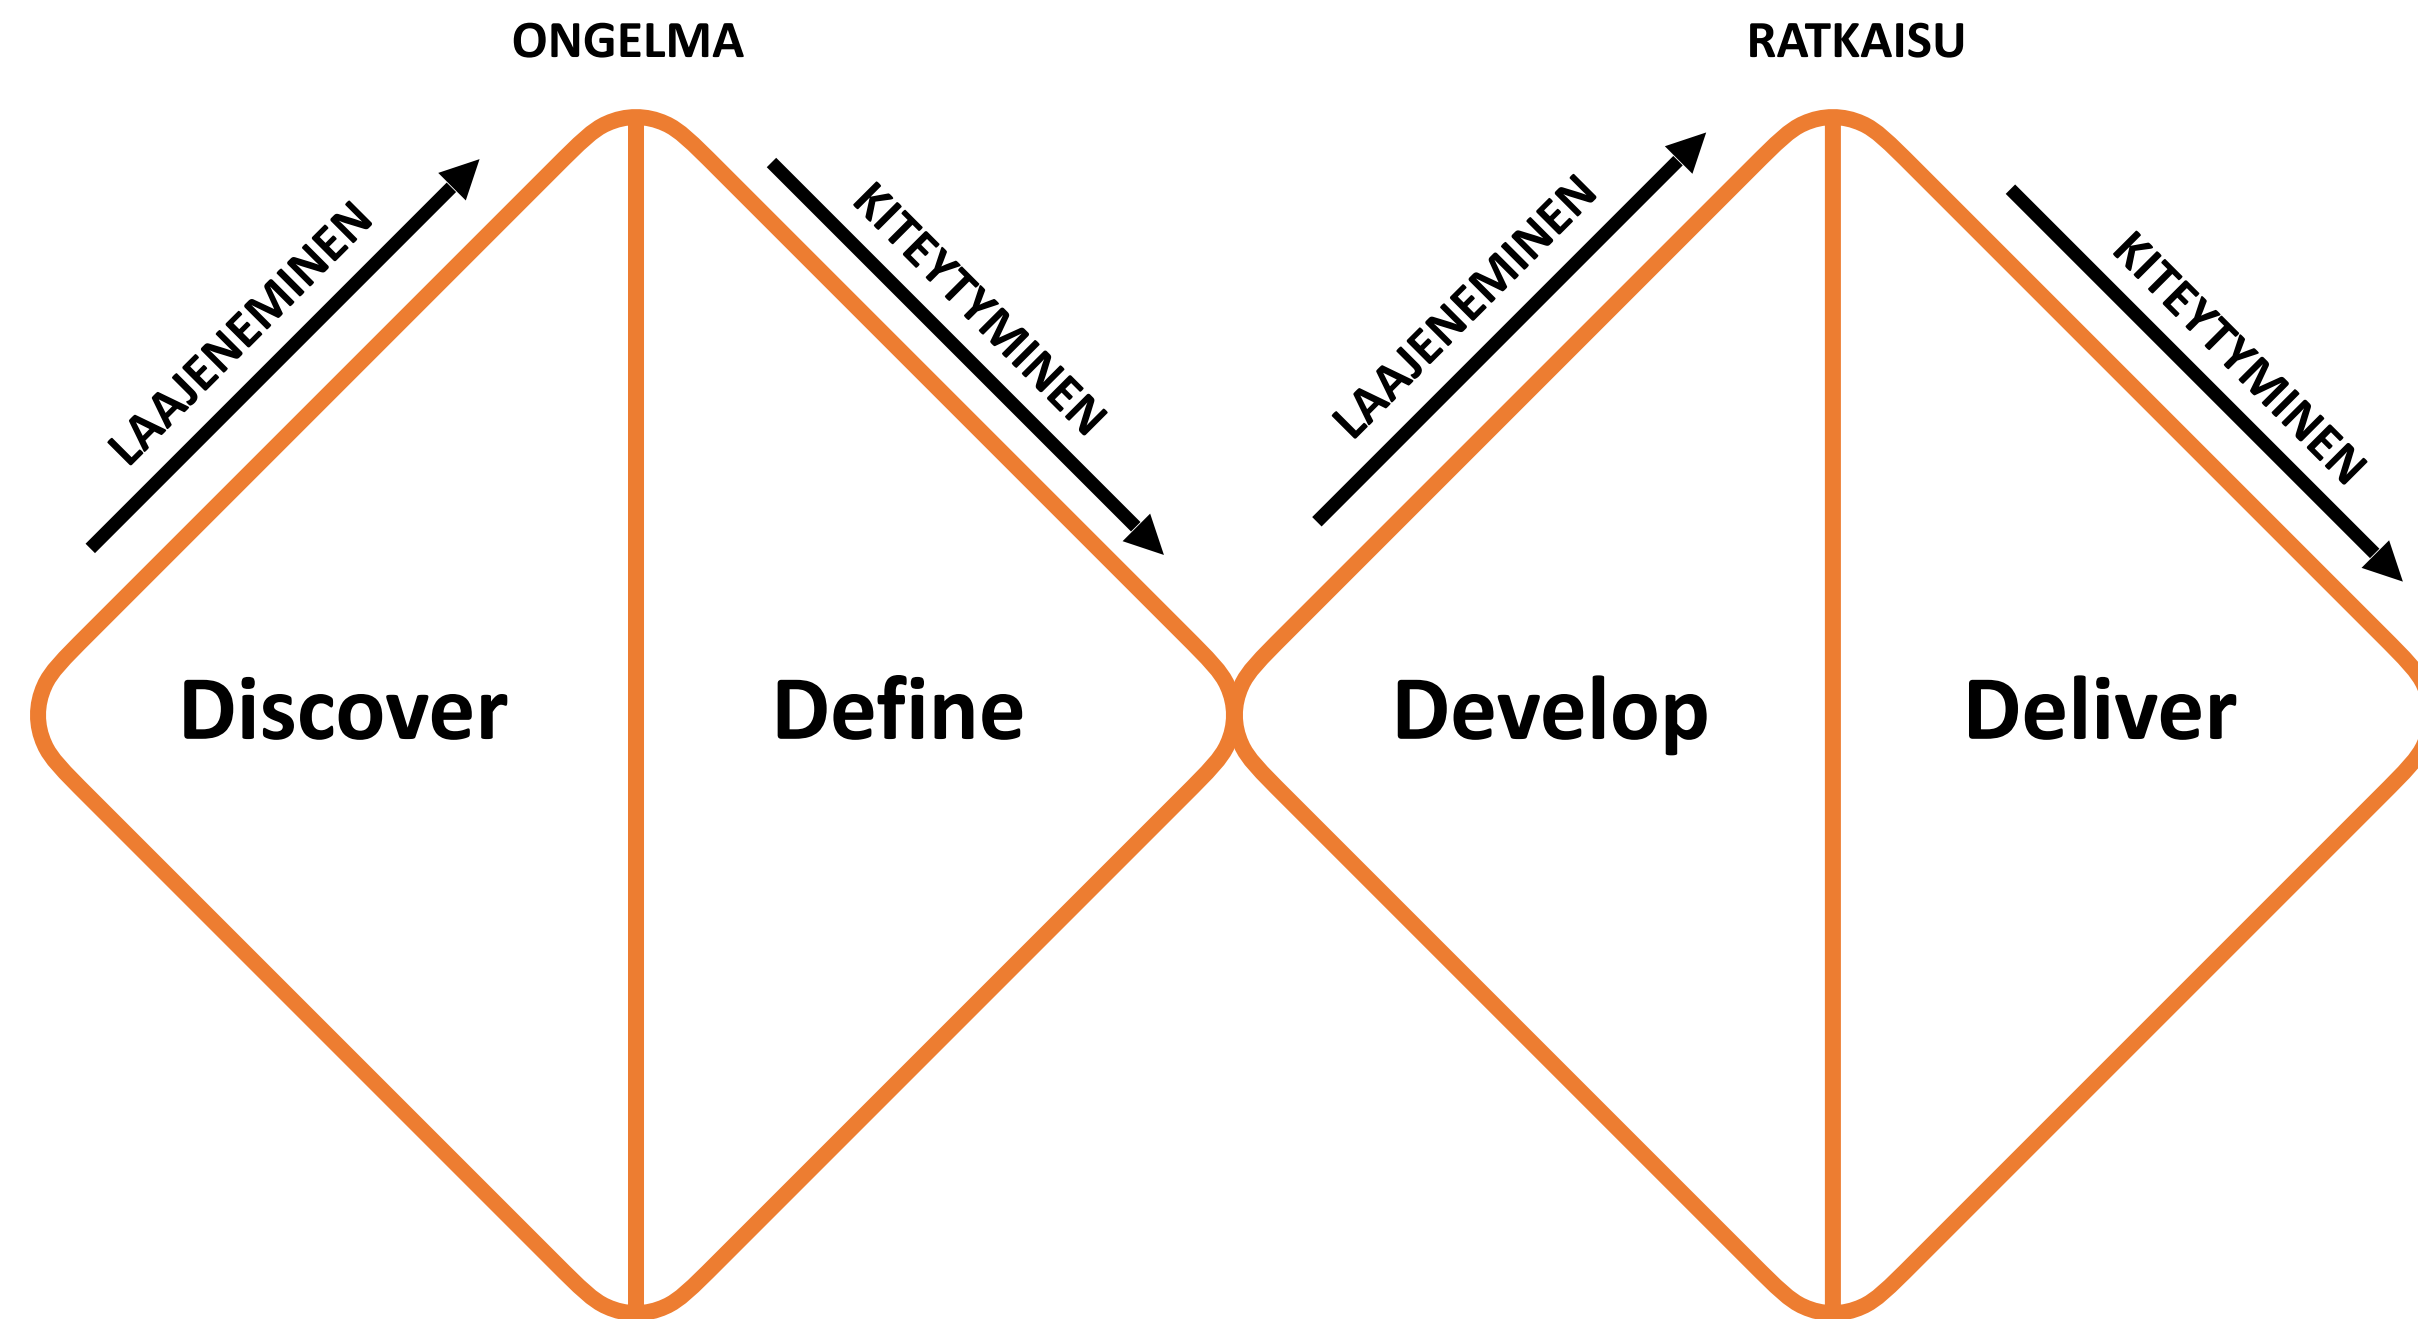 ONGELMA
RATKAISU
LAAJENEMINEN
KITEYTYMINEN
LAAJENEMINEN
KITEYTYMINEN
Discover
Define
Develop
Deliver